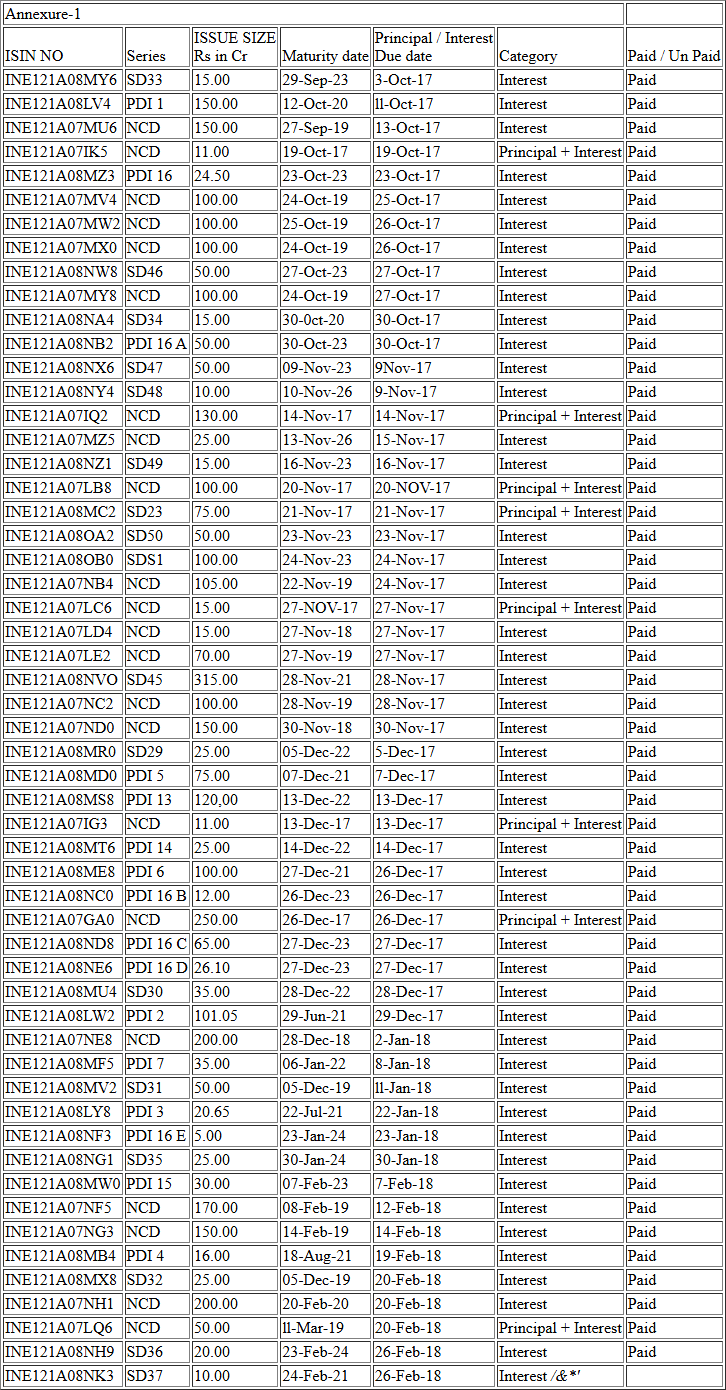 Annexure-1
ISIN NO Series ISSUE SIZE Rs in Cr Maturity date Principal / Interest Due date Category Paid / Un Paid
INE121A08MY6 SD33 15.00 29-Sep-23 3-Oct-17 Interest Paid
INE121A08LV4 PDI 1 150.00 12-Oct-20 ll-Oct-17 Interest Paid
INE121A07MU6 NCD 150.00 27-Sep-19 13-Oct-17 Interest Paid
INE121A07IK5 NCD 11.00 19-Oct-17 19-Oct-17 Principal + Interest Paid
INE121A08MZ3 PDI 16 24.50 23-Oct-23 23-Oct-17 Interest Paid
INE121A07MV4 NCD 100.00 24-Oct-19 25-Oct-17 Interest Paid
INE121A07MW2 NCD 100.00 25-Oct-19 26-Oct-17 Interest Paid
INE121A07MX0 NCD 100.00 24-Oct-19 26-Oct-17 Interest Paid
INE121A08NW8 SD46 50.00 27-Oct-23 27-Oct-17 Interest Paid
INE121A07MY8 NCD 100.00 24-Oct-19 27-Oct-17 Interest Paid
INE121A08NA4 SD34 15.00 30-0ct-20 30-Oct-17 Interest Paid
INE121A08NB2 PDI 16 A 50.00 30-Oct-23 30-Oct-17 Interest Paid
INE121A08NX6 SD47 50.00 09-Nov-23 9Nov-17 Interest Paid
INE121A08NY4 SD48 10.00 10-Nov-26 9-Nov-17 Interest Paid
INE121A07IQ2 NCD 130.00 14-Nov-17 14-Nov-17 Principal + Interest Paid
INE121A07MZ5 NCD 25.00 13-Nov-26 15-Nov-17 Interest Paid
INE121A08NZ1 SD49 15.00 16-Nov-23 16-Nov-17 Interest Paid
INE121A07LB8 NCD 100.00 20-Nov-17 20-NOV-17 Principal + Interest Paid
INE121A08MC2 SD23 75.00 21-Nov-17 21-Nov-17 Principal + Interest Paid
INE121A08OA2 SD50 50.00 23-Nov-23 23-Nov-17 Interest Paid
INE121A08OB0 SDS1 100.00 24-Nov-23 24-Nov-17 Interest Paid
INE121A07NB4 NCD 105.00 22-Nov-19 24-Nov-17 Interest Paid
INE121A07LC6 NCD 15.00 27-NOV-17 27-Nov-17 Principal + Interest Paid
INE121A07LD4 NCD 15.00 27-Nov-18 27-Nov-17 Interest Paid
INE121A07LE2 NCD 70.00 27-Nov-19 27-Nov-17 Interest Paid
INE121A08NVO SD45 315.00 28-Nov-21 28-Nov-17 Interest Paid
INE121A07NC2 NCD 100.00 28-Nov-19 28-Nov-17 Interest Paid
INE121A07ND0 NCD 150.00 30-Nov-18 30-Nov-17 Interest Paid
INE121A08MR0 SD29 25.00 05-Dec-22 5-Dec-17 Interest Paid
INE121A08MD0 PDI 5 75.00 07-Dec-21 7-Dec-17 Interest Paid
INE121A08MS8 PDI 13 120,00 13-Dec-22 13-Dec-17 Interest Paid
INE121A07IG3 NCD 11.00 13-Dec-17 13-Dec-17 Principal + Interest Paid
INE121A08MT6 PDI 14 25.00 14-Dec-22 14-Dec-17 Interest Paid
INE121A08ME8 PDI 6 100.00 27-Dec-21 26-Dec-17 Interest Paid
INE121A08NC0 PDI 16 B 12.00 26-Dec-23 26-Dec-17 Interest Paid
INE121A07GA0 NCD 250.00 26-Dec-17 26-Dec-17 Principal + Interest Paid
INE121A08ND8 PDI 16 C 65.00 27-Dec-23 27-Dec-17 Interest Paid
INE121A08NE6 PDI 16 D 26.10 27-Dec-23 27-Dec-17 Interest Paid
INE121A08MU4 SD30 35.00 28-Dec-22 28-Dec-17 Interest Paid
INE121A08LW2 PDI 2 101.05 29-Jun-21 29-Dec-17 Interest Paid
INE121A07NE8 NCD 200.00 28-Dec-18 2-Jan-18 Interest Paid
INE121A08MF5 PDI 7 35.00 06-Jan-22 8-Jan-18 Interest Paid
INE121A08MV2 SD31 50.00 05-Dec-19 ll-Jan-18 Interest Paid
INE121A08LY8 PDI 3 20.65 22-Jul-21 22-Jan-18 Interest Paid
INE121A08NF3 PDI 16 E 5.00 23-Jan-24 23-Jan-18 Interest Paid
INE121A08NG1 SD35 25.00 30-Jan-24 30-Jan-18 Interest Paid
INE121A08MW0 PDI 15 30.00 07-Feb-23 7-Feb-18 Interest Paid
INE121A07NF5 NCD 170.00 08-Feb-19 12-Feb-18 Interest Paid
INE121A07NG3 NCD 150.00 14-Feb-19 14-Feb-18 Interest Paid
INE121A08MB4 PDI 4 16.00 18-Aug-21 19-Feb-18 Interest Paid
INE121A08MX8 SD32 25.00 05-Dec-19 20-Feb-18 Interest Paid
INE121A07NH1 NCD 200.00 20-Feb-20 20-Feb-18 Interest Paid
INE121A07LQ6 NCD 50.00 ll-Mar-19 20-Feb-18 Principal + Interest Paid
INE121A08NH9 SD36 20.00 23-Feb-24 26-Feb-18 Interest Paid
INE121A08NK3 SD37 10.00 24-Feb-21 26-Feb-18 Interest /&*'